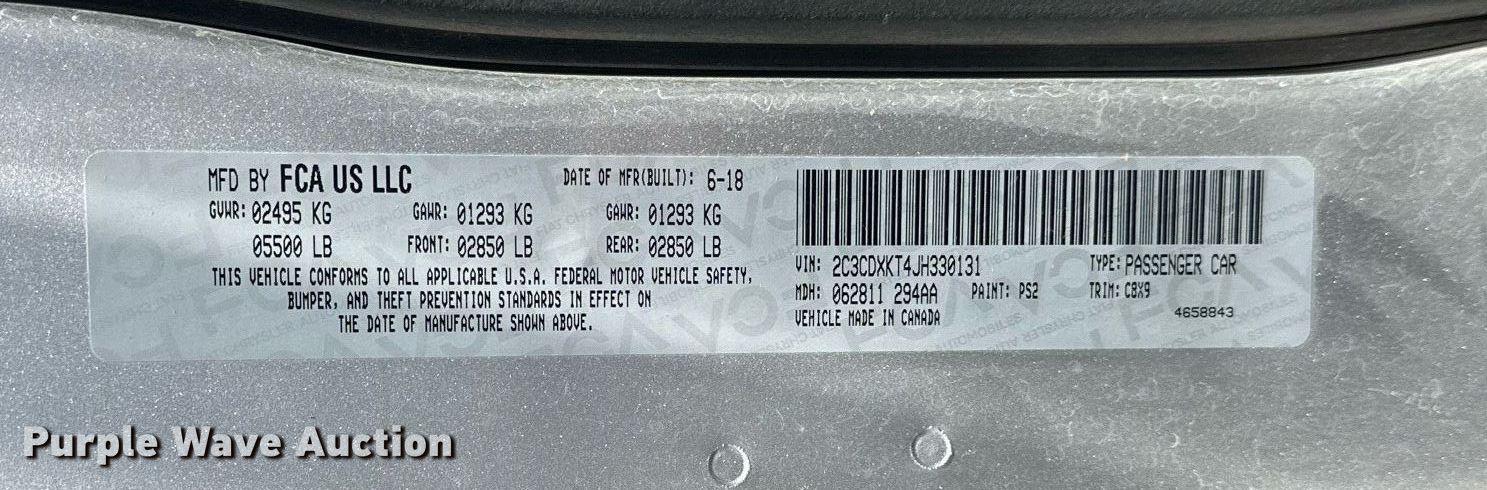 MFD BY FCA US LLC DATE OF MFR(BUILT): 6-18
GVWR: 02495 KG GAWR: 01293 KG GAWR: 01293 KG
05500 LB FRONT: 02850 LB REAR: 02850 LB
THIS VEHICLE CONFORMS TO ALL APPLICABLE U.S.A. FEDERAL MOTOR VEHICLE SAFETY,
BUMPER, AND THEFT PREVENTION STANDARDS IN EFFECT ON
THE DATE OF MANUFACTURE SHOWN ABOVE.
VIN: 2C3CDXKT4JH330131 TYPE: PASSENGER CAR
MDH: 062811 294AA PAINT: PS2 TRIM: C8X9
VEHICLE MADE IN CANADA 4658843
Purple Wave Auction